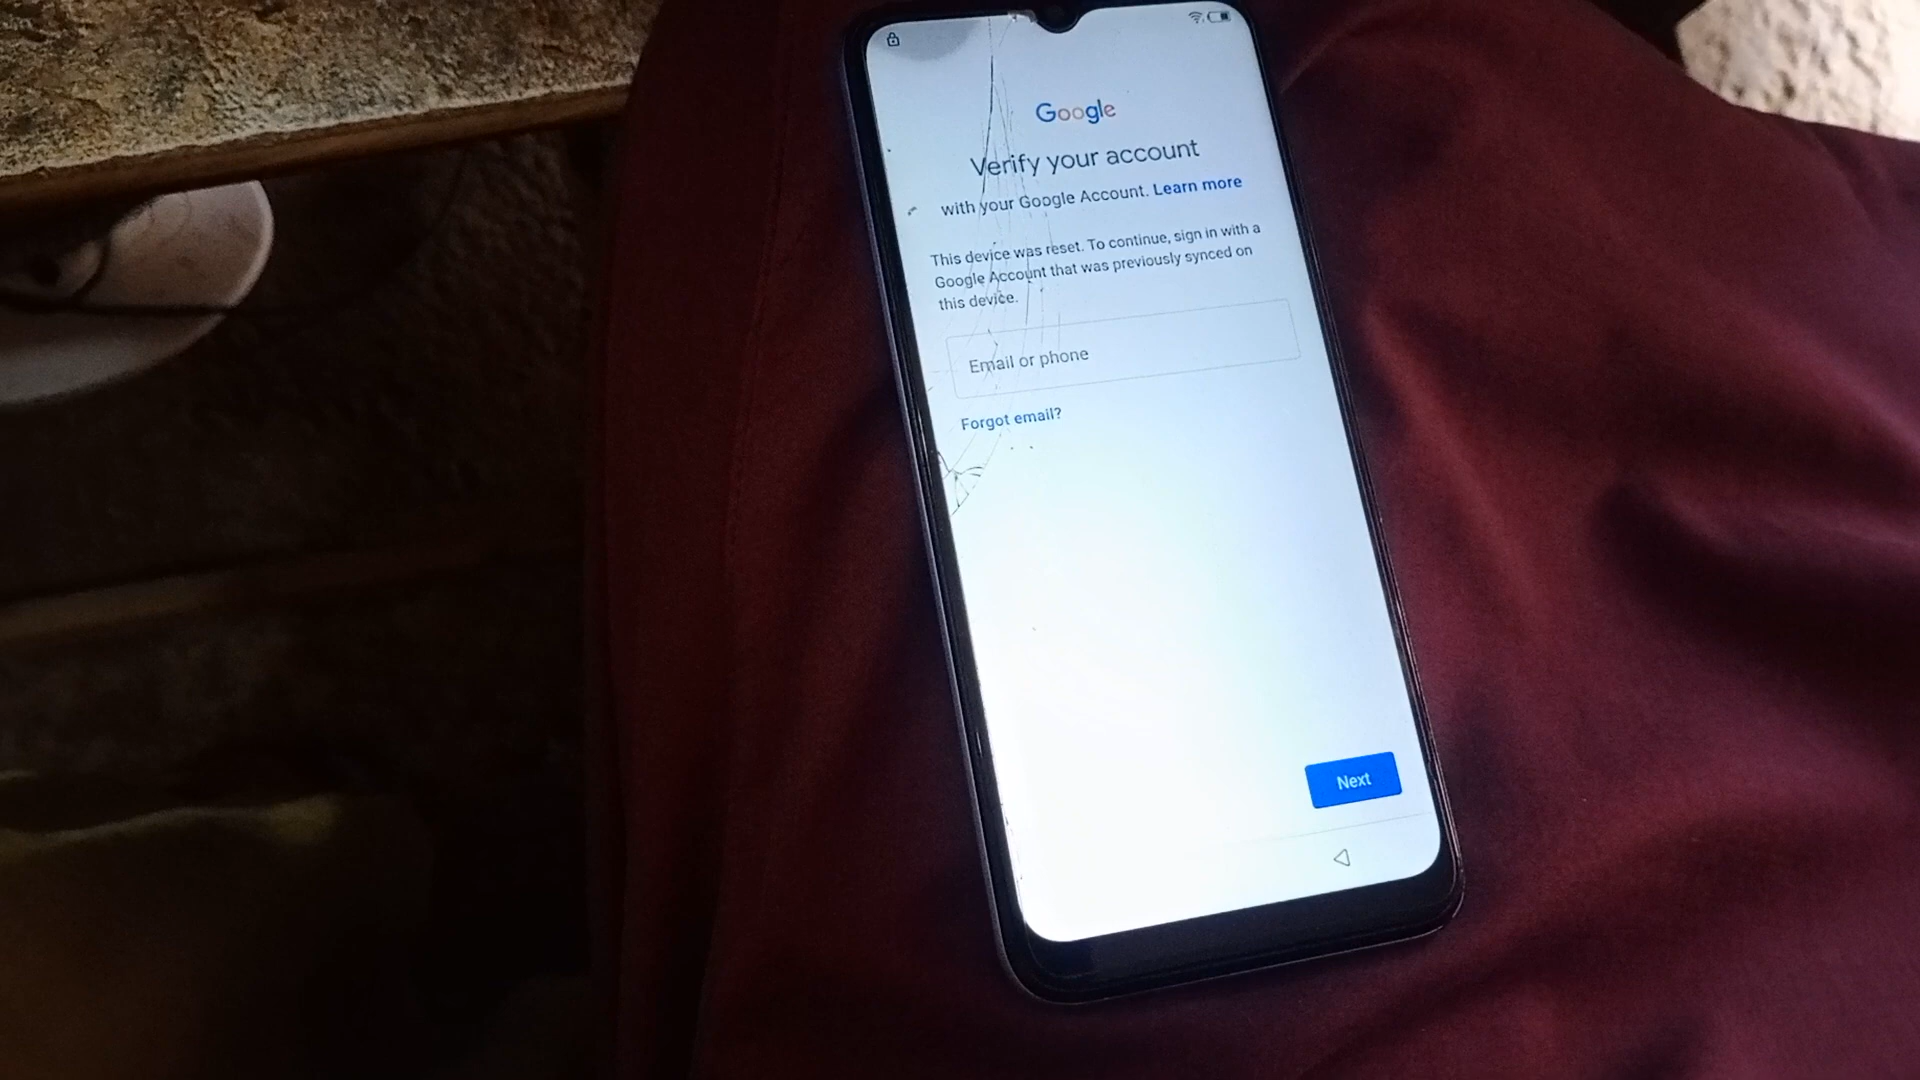 Google
Verify your account
with your Google Account. Learn more
This device was reset. To continue, sign in with a
Google Account that was previously synced on
this device.
Email or phone
Forgot email?
Next